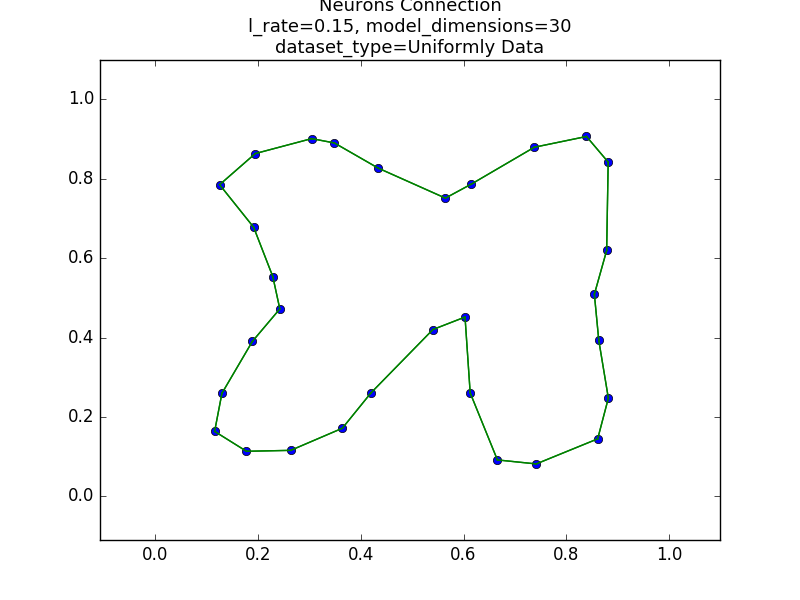 Neurons Connection
l_rate=0.15, model_dimensions=30
dataset_type=Uniformly Data
1.0
0.8
0.6
0.4
0.2
0.0
0.0 0.2 0.4 0.6 0.8 1.0